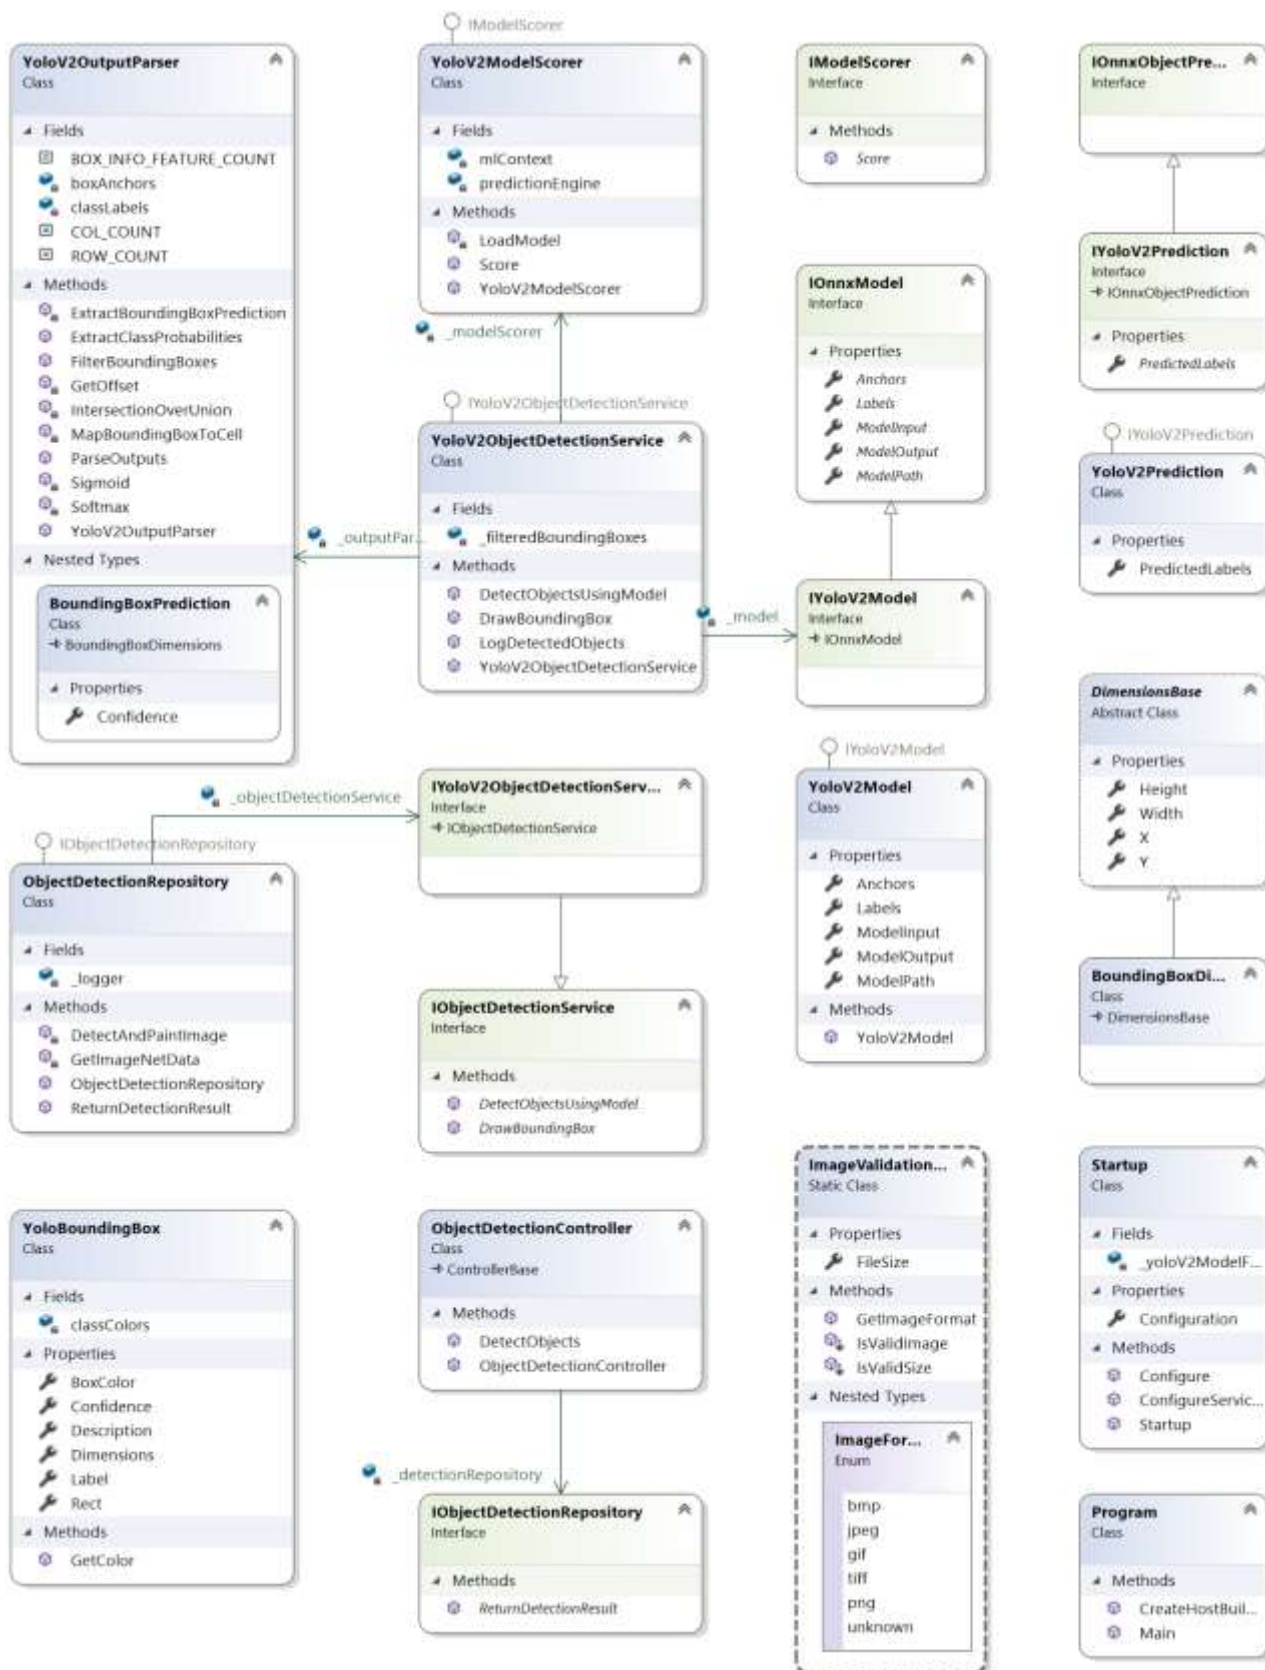 IModelScorer
YoloV2OutputParser
Class
Fields
BOX_INFO_FEATURE_COUNT
boxAnchors
classLabels
COL_COUNT
ROW_COUNT
Methods
ExtractBoundingBoxPrediction
ExtractClassProbabilities
FilterBoundingBoxes
GetOffset
IntersectionOverUnion
MapBoundingBoxToCell
ParseOutputs
Sigmoid
Softmax
YoloV2OutputParser
Nested Types
BoundingBoxPrediction
Class
BoundingBoxDimensions
Properties
Confidence
YoloV2ModelScorer
Class
Fields
mlContext
predictionEngine
Methods
LoadModel
Score
YoloV2ModelScorer
_modelScorer
IYoloV2ObjectDetectionService
YoloV2ObjectDetectionService
Class
Fields
_filteredBoundingBoxes
Methods
DetectObjectsUsingModel
DrawBoundingBox
LogDetectedObjects
YoloV2ObjectDetectionService
_outputPar...
_model
IModelScorer
Interface
Methods
Score
IOnnxModel
Interface
Properties
Anchors
Labels
ModelInput
ModelOutput
ModelPath
IYoloV2Model
Interface
IOnnxModel
IOnnxObjectPre...
Interface
IYoloV2Prediction
Interface
IOnnxObjectPrediction
Properties
PredictedLabels
IYoloV2Prediction
YoloV2Prediction
Class
Properties
PredictedLabels
DimensionsBase
Abstract Class
Properties
Height
Width
X
Y
BoundingBoxDi...
Class
DimensionsBase
_objectDetectionService
IObjectDetectionRepository
ObjectDetectionRepository
Class
Fields
_logger
Methods
DetectAndPaintImage
GetImageNetData
ObjectDetectionRepository
ReturnDetectionResult
IYoloV2ObjectDetectionServ...
Interface
IObjectDetectionService
IObjectDetectionService
Interface
Methods
DetectObjectsUsingModel
DrawBoundingBox
IYoloV2Model
YoloV2Model
Class
Properties
Anchors
Labels
ModelInput
ModelOutput
ModelPath
Methods
YoloV2Model
YoloBoundingBox
Class
Fields
classColors
Properties
BoxColor
Confidence
Description
Dimensions
Label
Rect
Methods
GetColor
ObjectDetectionController
Class
ControllerBase
Methods
DetectObjects
ObjectDetectionController
_detectionRepository
IObjectDetectionRepository
Interface
Methods
ReturnDetectionResult
ImageValidation...
Static Class
Properties
FileSize
Methods
GetImageFormat
IsValidImage
IsValidSize
Nested Types
ImageFor...
Enum
bmp
jpeg
gif
tiff
png
unknown
Startup
Class
Fields
_yoloV2ModelF...
Properties
Configuration
Methods
Configure
ConfigureServic...
Startup
Program
Class
Methods
CreateHostBuil...
Main